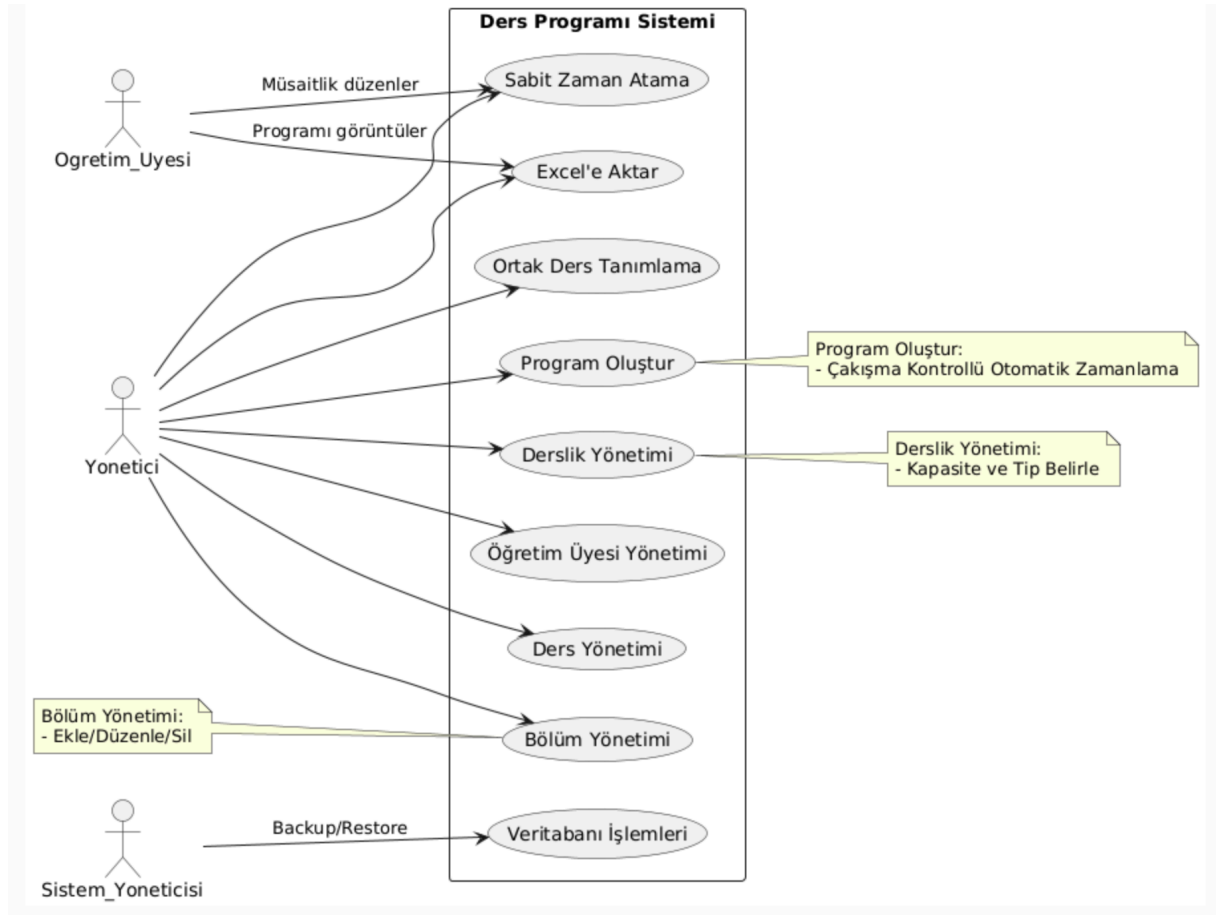 Ders Programı Sistemi
Sabit Zaman Atama
Müsaitlik düzenler
Programı görüntüler
Ogretim_Uyesi
Excel'e Aktar
Ortak Ders Tanımlama
Program Oluştur
Program Oluştur:
- Çakışma Kontrollü Otomatik Zamanlama
Yonetici
Derslik Yönetimi
Derslik Yönetimi:
- Kapasite ve Tip Belirle
Öğretim Üyesi Yönetimi
Ders Yönetimi
Bölüm Yönetimi:
- Ekle/Düzenle/Sil
Bölüm Yönetimi
Backup/Restore
Veritabanı İşlemleri
Sistem_Yoneticisi